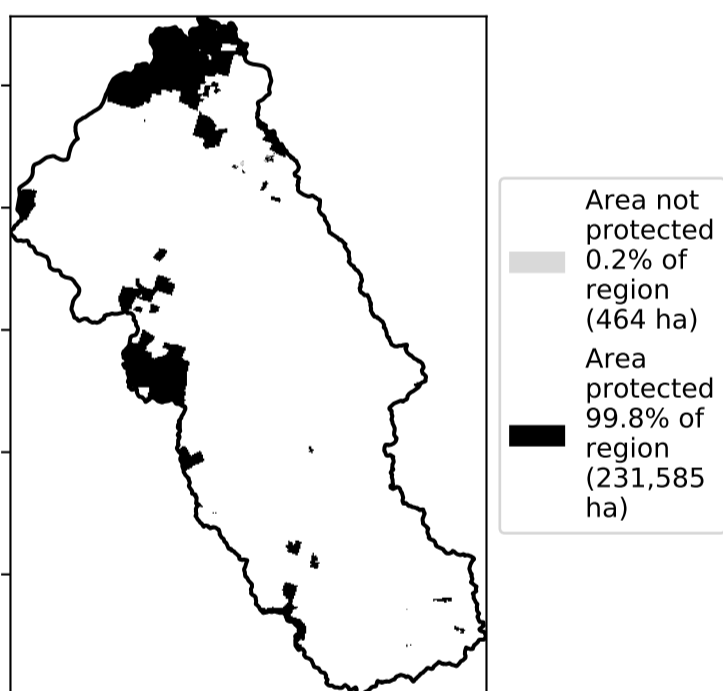 Area not
protected
0.2% of
region
(464 ha)
Area
protected
99.8% of
region
(231,585
ha)